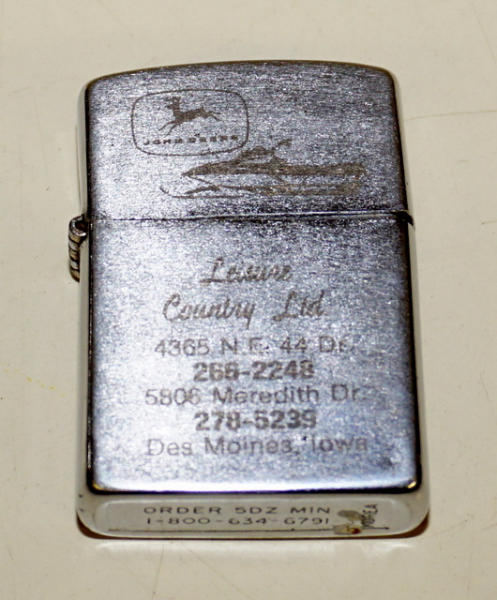 JOHN DEERE
Leisure
Country Ltd.
4365 N.E. 44 Dr.
266-2248
5806 Meredith Dr.
278-5239
Des Moines, Iowa
ORDER 5DZ MIN
1-800-634-6791
KOREA